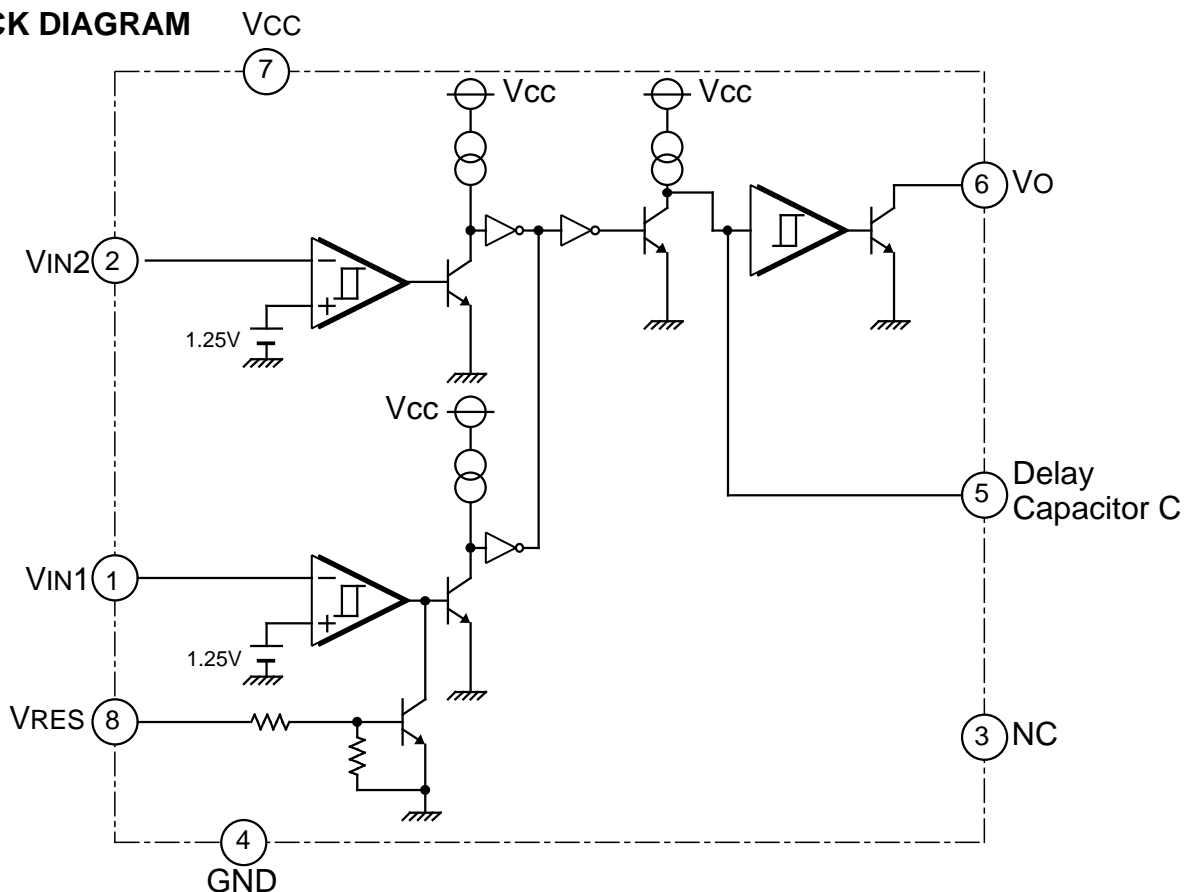 CK DIAGRAM
VCC
7
VCC
VCC
6 VO
VIN2 2
−
+
1.25V
VCC
5 Delay
Capacitor C
VIN1 1
−
+
1.25V
VRES 8
3 NC
4
GND